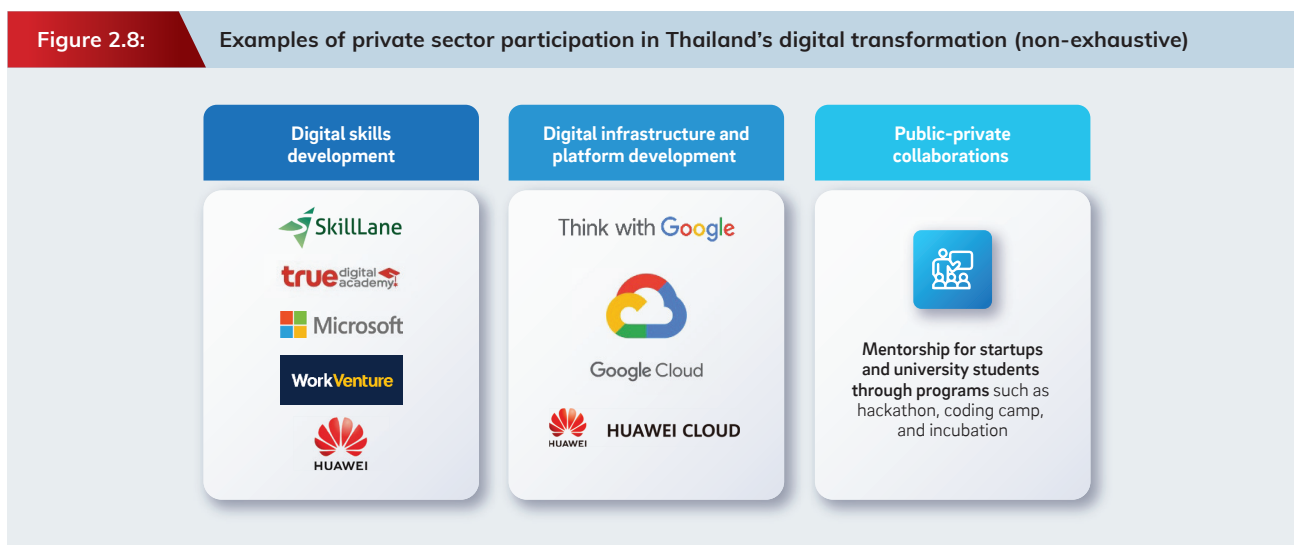 Figure 2.8:
Examples of private sector participation in Thailand's digital transformation (non-exhaustive)
Digital skills
development
SkillLane
true digital
academy
Microsoft
WorkVenture
HUAWEI
Digital infrastructure and
platform development
Think with Google
Google Cloud
HUAWEI
HUAWEI CLOUD
Public-private
collaborations
Mentorship for startups
and university students
through programs such as
hackathon, coding camp,
and incubation